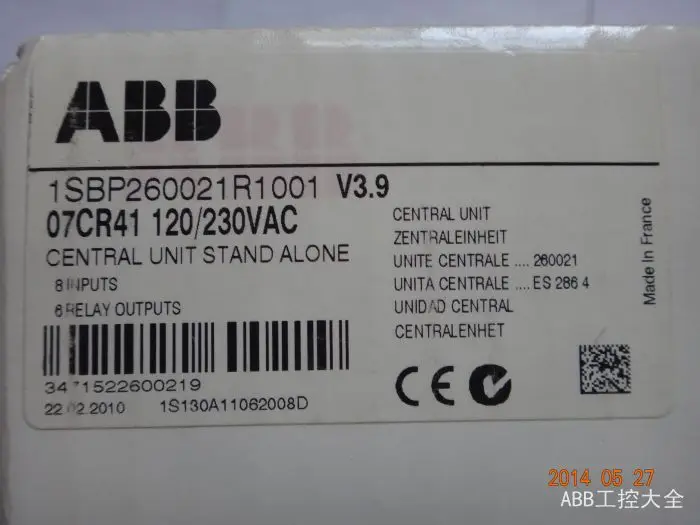 ABB
1SBP260021R1001 V3.9
07CR41 120/230VAC
CENTRAL UNIT STAND ALONE
8 INPUTS
6 RELAY OUTPUTS
3471522600219
22.02.2010 1S130A11062008D
CENTRAL UNIT
ZENTRALEINHEIT
UNITE CENTRALE .... 260021
UNITA CENTRALE .... ES 286 4
UNIDAD CENTRAL
CENTRALENHET
CE
Made In France
2014 05 27
ABB工控大全